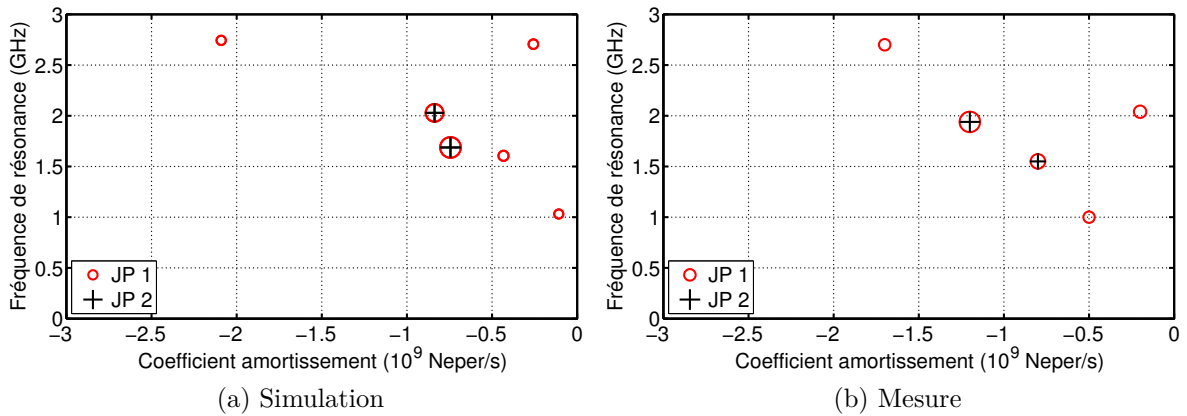 3
2.5
2
1.5
1
0.5
0
Fréquence de résonance (GHz)
JP 1
JP 2
−3 −2.5 −2 −1.5 −1 −0.5 0
Coefficient amortissement (10⁹ Neper/s)
(a) Simulation
3
2.5
2
1.5
1
0.5
0
Fréquence de résonance (GHz)
JP 1
JP 2
−3 −2.5 −2 −1.5 −1 −0.5 0
Coefficient amortissement (10⁹ Neper/s)
(b) Mesure